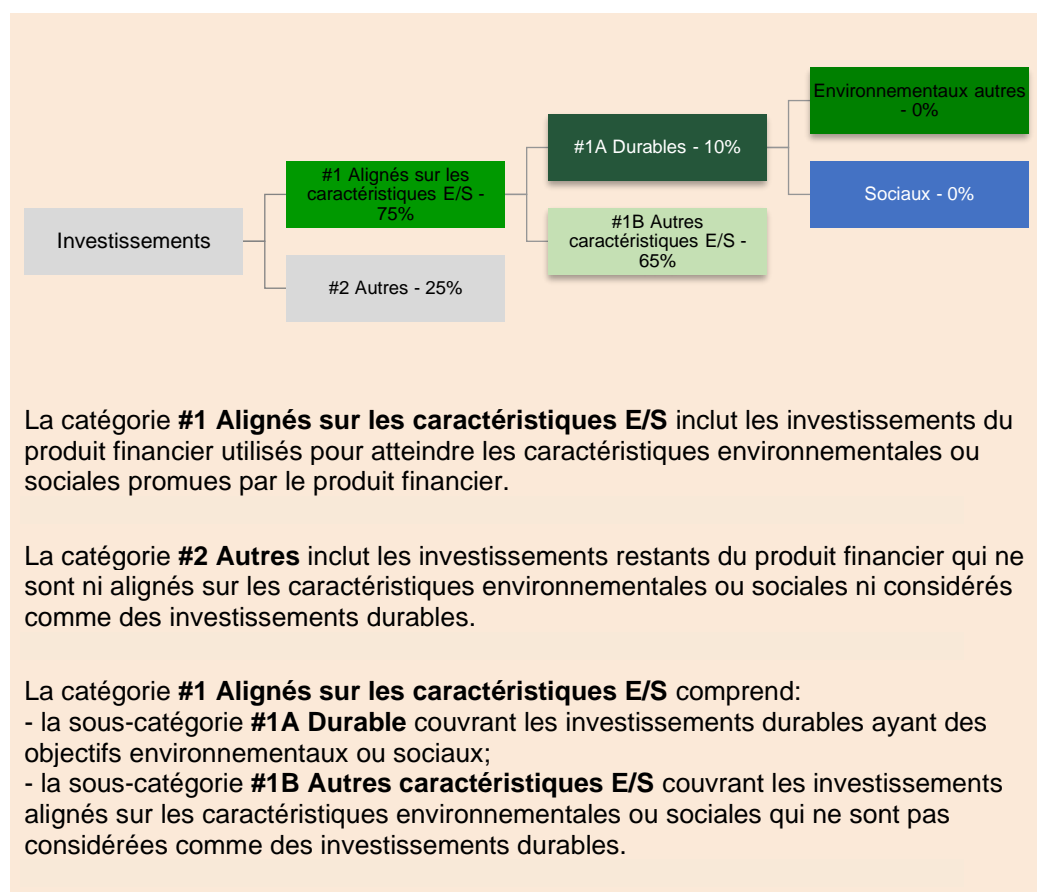 Environnementaux autres
- 0%
#1A Durables - 10%
#1 Alignés sur les
caractéristiques E/S -
75%
Sociaux - 0%
#1B Autres
caractéristiques E/S -
65%
Investissements
#2 Autres - 25%
La catégorie #1 Alignés sur les caractéristiques E/S inclut les investissements du
produit financier utilisés pour atteindre les caractéristiques environnementales ou
sociales promues par le produit financier.
La catégorie #2 Autres inclut les investissements restants du produit financier qui ne
sont ni alignés sur les caractéristiques environnementales ou sociales ni considérés
comme des investissements durables.
La catégorie #1 Alignés sur les caractéristiques E/S comprend:
- la sous-catégorie #1A Durable couvrant les investissements durables ayant des
objectifs environnementaux ou sociaux;
- la sous-catégorie #1B Autres caractéristiques E/S couvrant les investissements
alignés sur les caractéristiques environnementales ou sociales qui ne sont pas
considérées comme des investissements durables.